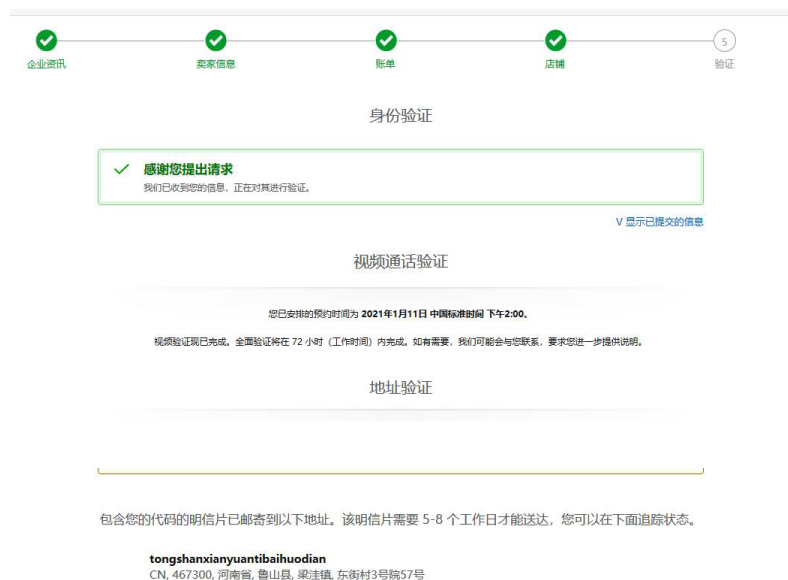 5
企业资讯 卖家信息 账单 店铺 验证
身份验证
感谢您提出请求
我们已收到您的信息，正在对其进行验证。
V 显示已提交的信息
视频通话验证
您已安排的预约时间为 2021年1月11日 中国标准时间 下午2:00。
视频验证现已完成。全面验证将在 72 小时（工作时间）内完成。如有需要，我们可能会与您联系，要求您进一步提供说明。
地址验证
包含您的代码的明信片已邮寄到以下地址。该明信片需要 5-8 个工作日才能送达，您可以在下面追踪状态。
tongshanxianyuantibaihuodian
CN, 467300, 河南省, 鲁山县, 梁洼镇, 东街村3号院57号